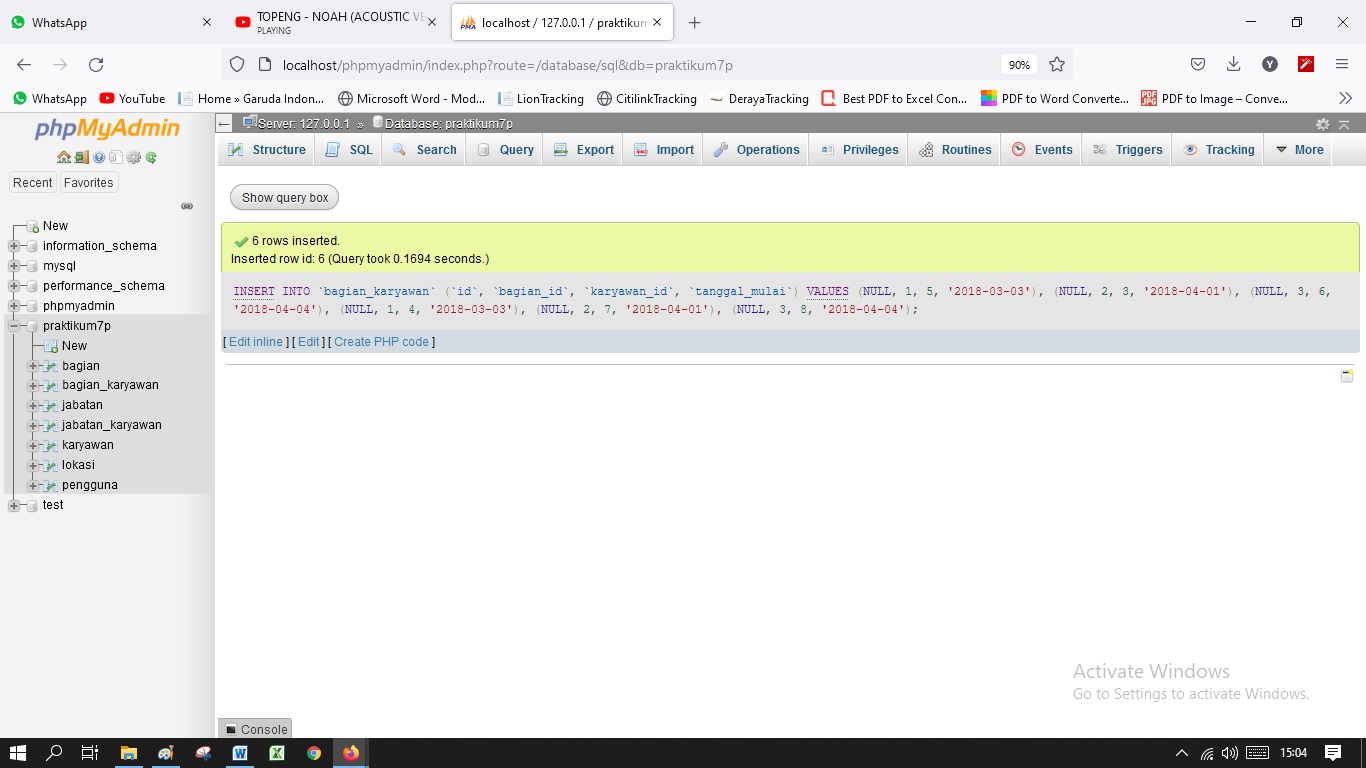 WhatsApp
TOPENG - NOAH (ACOUSTIC VE
PLAYING
localhost / 127.0.0.1 / praktikum
localhost/phpmyadmin/index.php?route=/database/sql&db=praktikum7p
90%
WhatsApp YouTube Home » Garuda Indon... Microsoft Word - Mod... LionTracking CitilinkTracking DerayaTracking Best PDF to Excel Con... PDF to Word Converte... PDF to Image – Conve...
phpMyAdmin
Server: 127.0.0.1 » Database: praktikum7p
Structure SQL Search Query Export Import Operations Privileges Routines Events Triggers Tracking More
Recent Favorites
New
information_schema
mysql
performance_schema
phpmyadmin
praktikum7p
New
bagian
bagian_karyawan
jabatan
jabatan_karyawan
karyawan
lokasi
pengguna
test
Show query box
6 rows inserted.
Inserted row id: 6 (Query took 0.1694 seconds.)
INSERT INTO `bagian_karyawan` (`id`, `bagian_id`, `karyawan_id`, `tanggal_mulai`) VALUES (NULL, 1, 5, '2018-03-03'), (NULL, 2, 3, '2018-04-01'), (NULL, 3, 6,
'2018-04-04'), (NULL, 1, 4, '2018-03-03'), (NULL, 2, 7, '2018-04-01'), (NULL, 3, 8, '2018-04-04');
[ Edit inline ] [ Edit ] [ Create PHP code ]
Activate Windows
Go to Settings to activate Windows.
Console
15:04